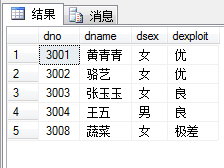 结果 消息
dno dname dsex dexploit
1 3001 黄青青 女 优
2 3002 骆艺 女 优
3 3003 张玉玉 女 良
4 3004 王五 男 良
5 3008 蔬菜 女 极差